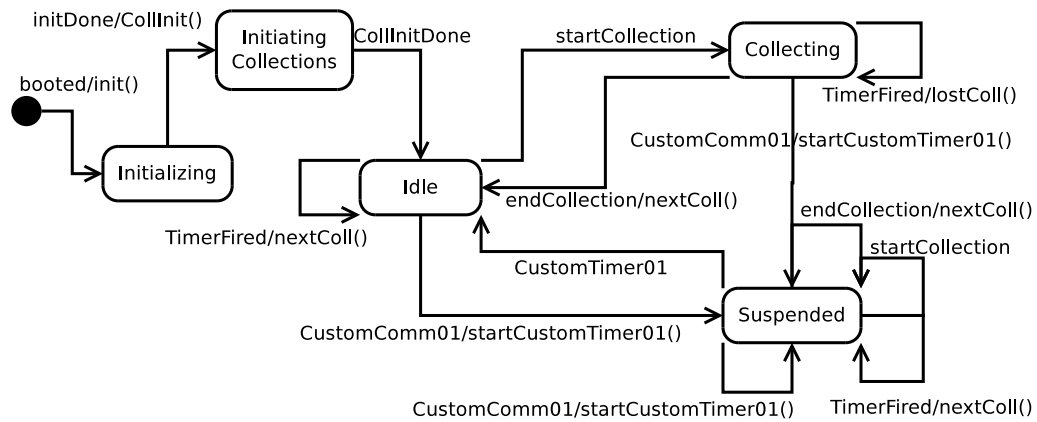 initDone/CollInit()
Initiating
Collections
CollInitDone
startCollection
Collecting
booted/init()
TimerFired/lostColl()
CustomComm01/startCustomTimer01()
Initializing
Idle
endCollection/nextColl()
endCollection/nextColl()
TimerFired/nextColl()
startCollection
CustomTimer01
Suspended
CustomComm01/startCustomTimer01()
CustomComm01/startCustomTimer01()
TimerFired/nextColl()